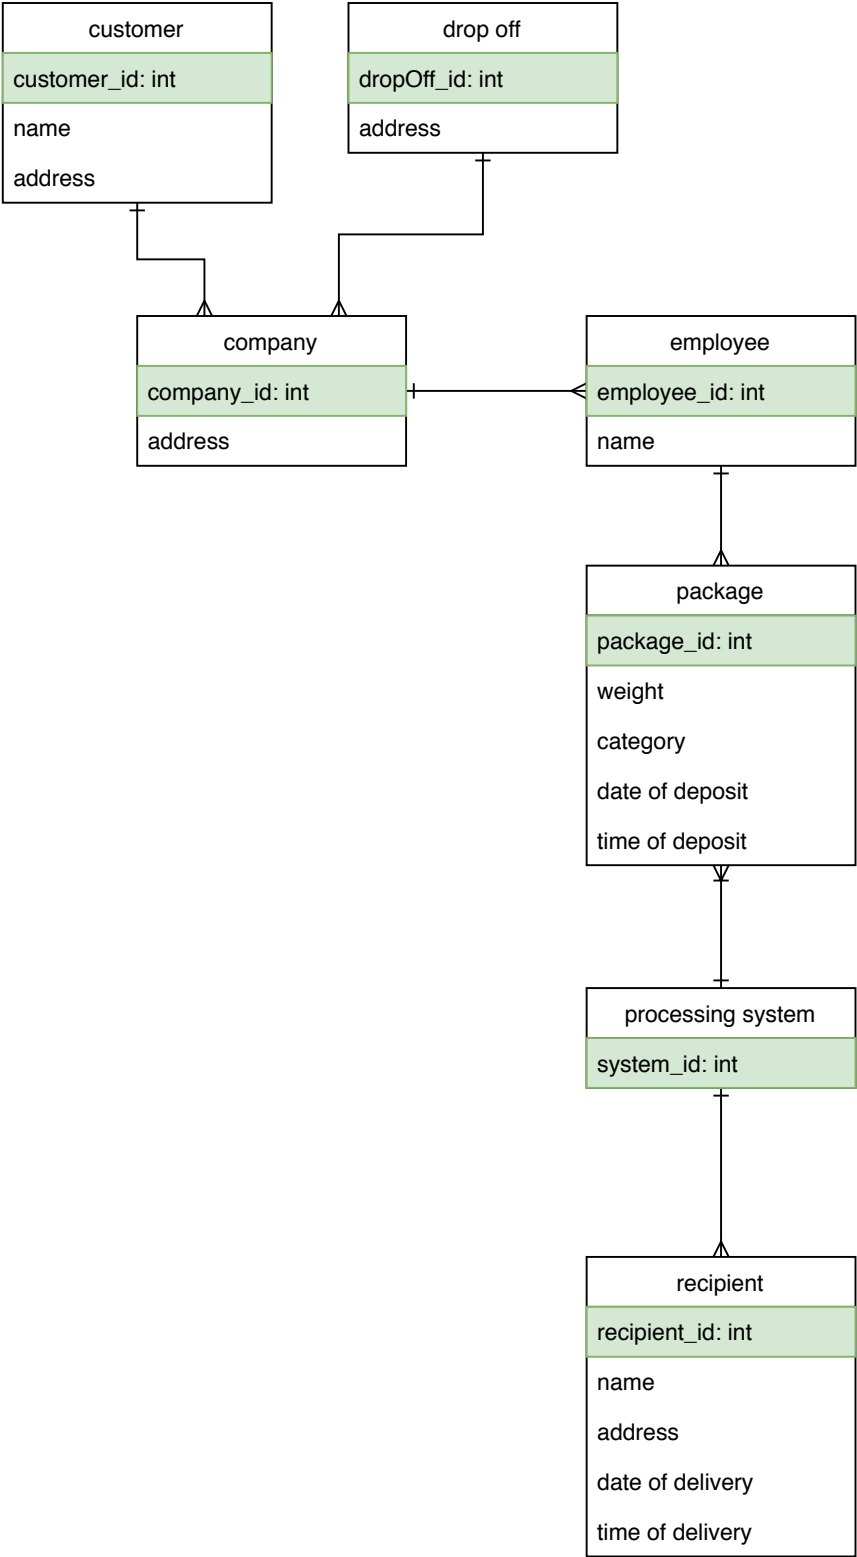 customer
customer_id: int
name
address
drop off
dropOff_id: int
address
company
company_id: int
address
employee
employee_id: int
name
package
package_id: int
weight
category
date of deposit
time of deposit
processing system
system_id: int
recipient
recipient_id: int
name
address
date of delivery
time of delivery